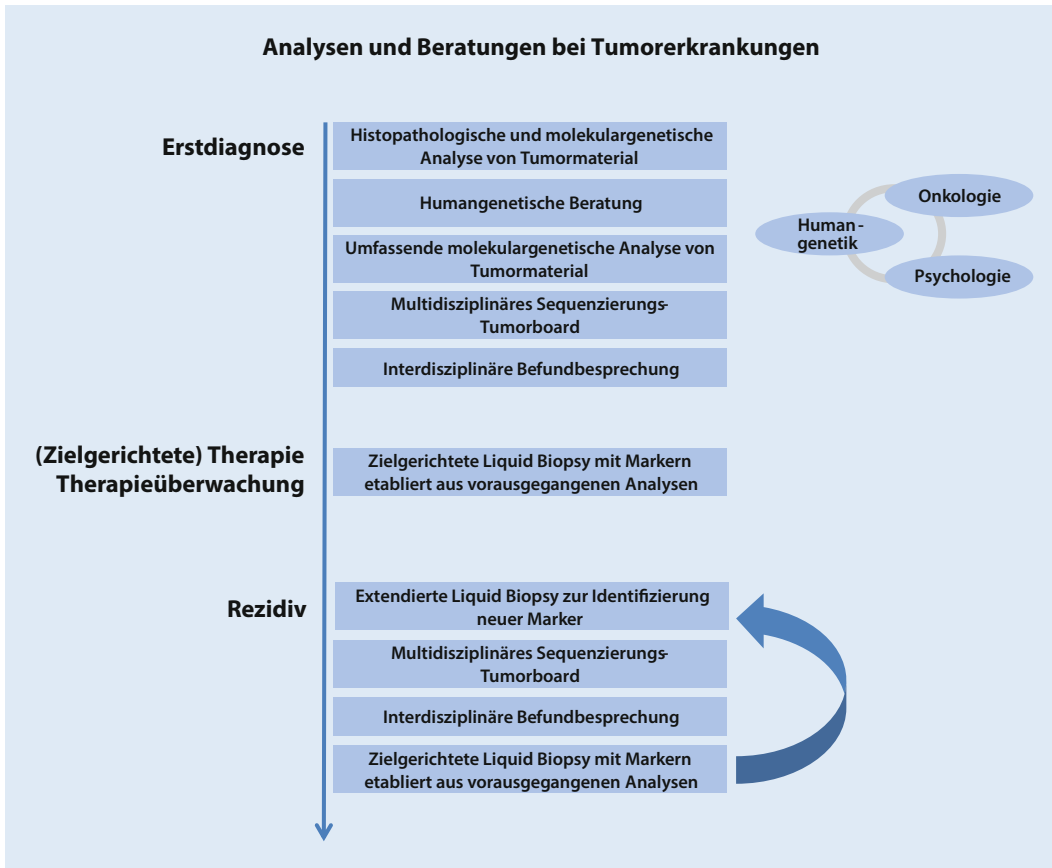 Analysen und Beratungen bei Tumorerkrankungen
Erstdiagnose
Histopathologische und molekulargenetische
Analyse von Tumormaterial
Humangenetische Beratung
Umfassende molekulargenetische Analyse von
Tumormaterial
Multidisziplinäres Sequenzierungs-
Tumorboard
Interdisziplinäre Befundbesprechung
Onkologie
Human-
genetik
Psychologie
(Zielgerichtete) Therapie
Therapieüberwachung
Zielgerichtete Liquid Biopsy mit Markern
etabliert aus vorausgegangenen Analysen
Rezidiv
Extendierte Liquid Biopsy zur Identifizierung
neuer Marker
Multidisziplinäres Sequenzierungs-
Tumorboard
Interdisziplinäre Befundbesprechung
Zielgerichtete Liquid Biopsy mit Markern
etabliert aus vorausgegangenen Analysen